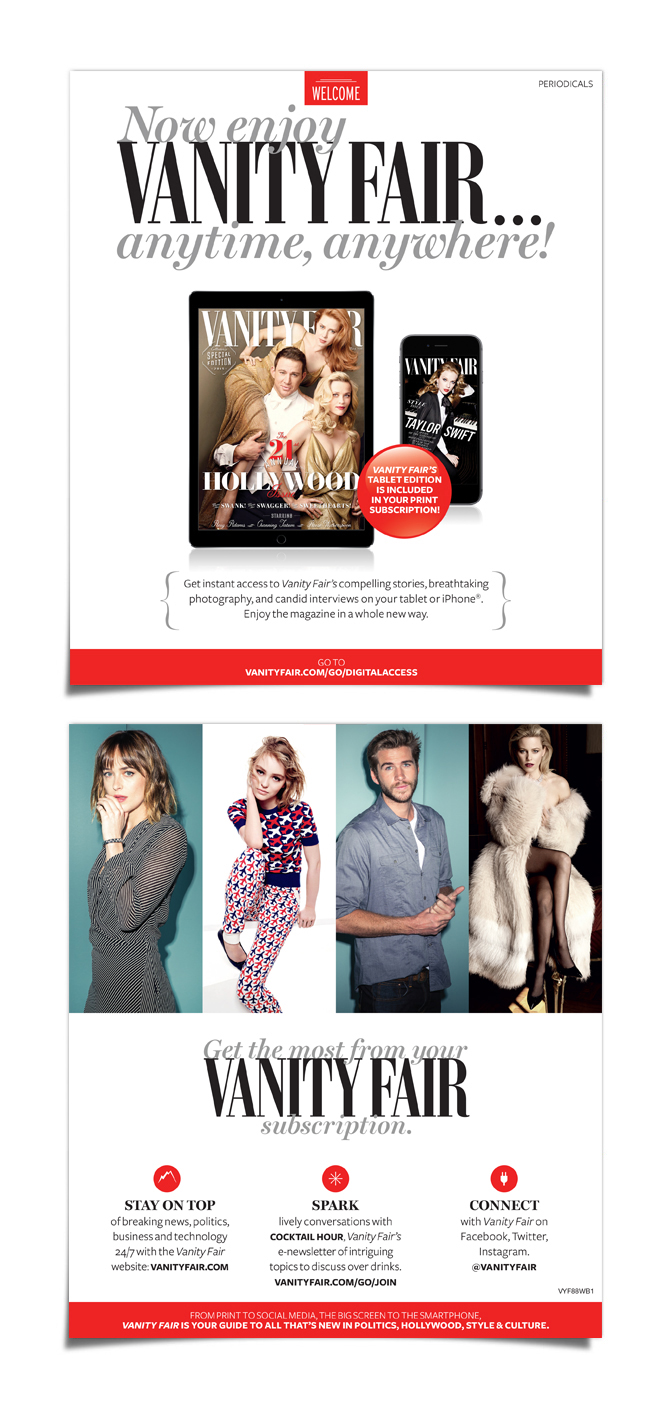 WELCOME
PERIODICALS
Now enjoy
VANITY FAIR...
anytime, anywhere!
VANITY FAIR
SPECIAL
EDITION
The
21
st
ANNUAL
HOLLYWOOD
Issue
SWANK! SWAGGER! SWEETHEARTS!
STARRING
Amy Adams Channing Tatum Reese Witherspoon
VANITY FAIR
STYLE
TAYLOR SWIFT
VANITY FAIR'S
TABLET EDITION
IS INCLUDED
IN YOUR PRINT
SUBSCRIPTION!
Get instant access to Vanity Fair's compelling stories, breathtaking
photography, and candid interviews on your tablet or iPhone®.
Enjoy the magazine in a whole new way.
GO TO
VANITYFAIR.COM/GO/DIGITALACCESS
Get the most from your
VANITY FAIR
subscription.
STAY ON TOP
of breaking news, politics,
business and technology
24/7 with the Vanity Fair
website: VANITYFAIR.COM
SPARK
lively conversations with
COCKTAIL HOUR, Vanity Fair's
e-newsletter of intriguing
topics to discuss over drinks.
VANITYFAIR.COM/GO/JOIN
CONNECT
with Vanity Fair on
Facebook, Twitter,
Instagram.
@VANITYFAIR
VYF88WB1
FROM PRINT TO SOCIAL MEDIA, THE BIG SCREEN TO THE SMARTPHONE,
VANITY FAIR IS YOUR GUIDE TO ALL THAT'S NEW IN POLITICS, HOLLYWOOD, STYLE & CULTURE.